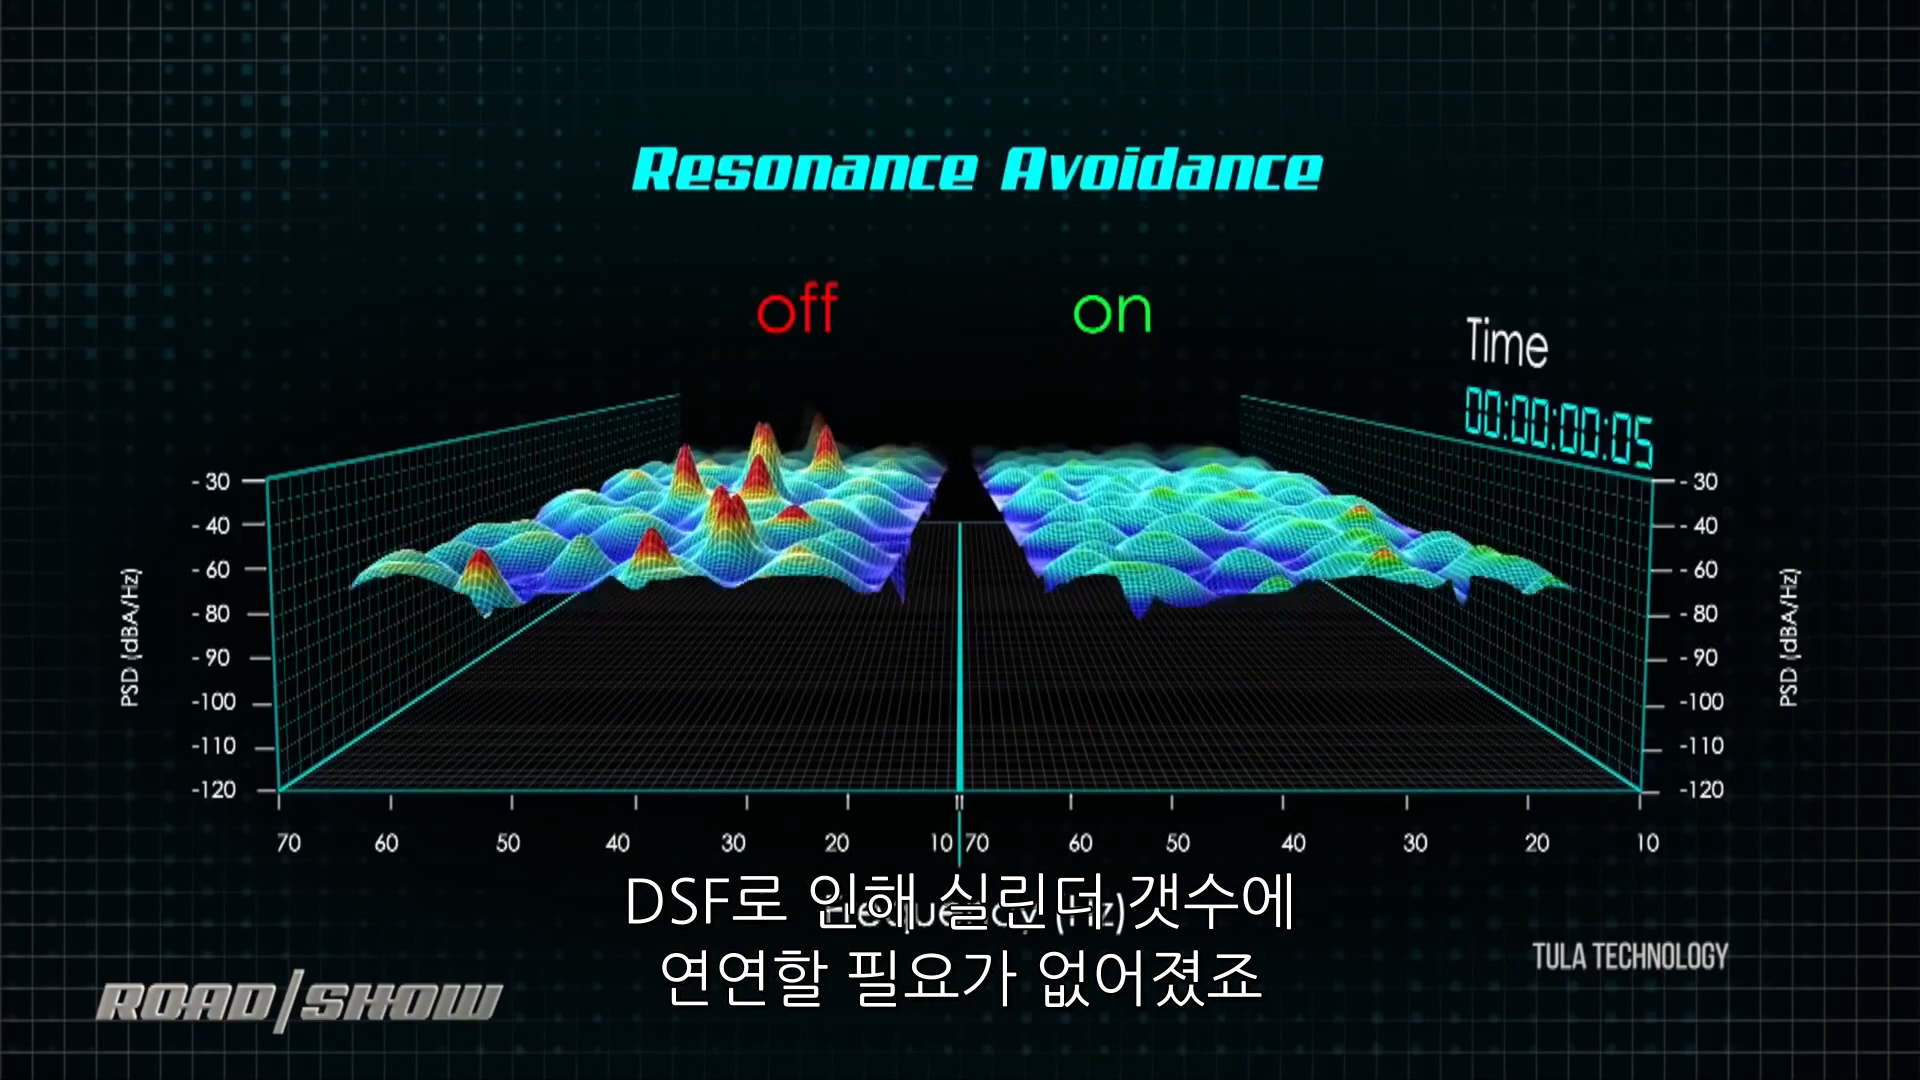 Resonance Avoidance
off
on
Time
00:00:00:05
- 30
- 40
- 60
- 80
- 90
-100
-110
-120
PSD (dBA/Hz)
- 30
- 40
- 60
- 80
- 90
-100
-110
-120
PSD (dBA/Hz)
70 60 50 40 30 20 10 70 60 50 40 30 20 10
Frequency (Hz)
DSF로 인해 실린더 갯수에
연연할 필요가 없어졌죠
TULA TECHNOLOGY
ROAD/SHOW